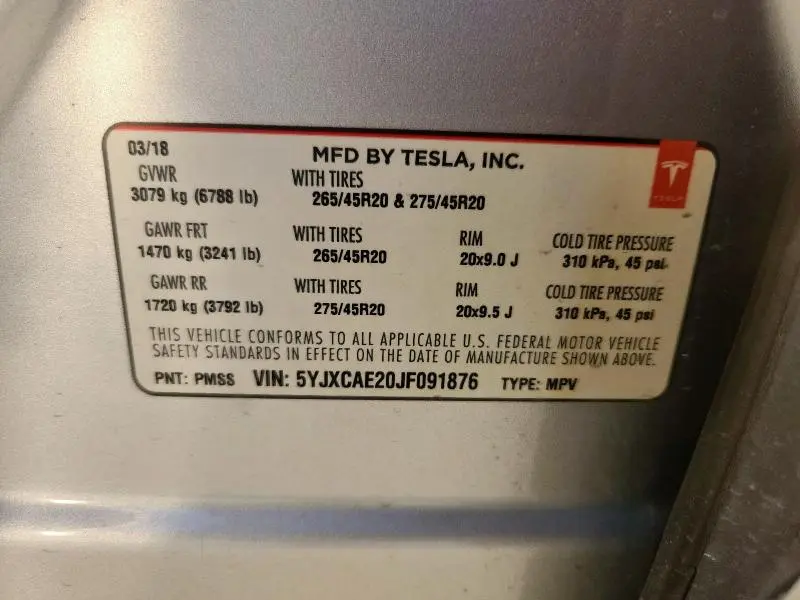 03/18
MFD BY TESLA, INC.
TESLA
GVWR WITH TIRES
3079 kg (6788 lb) 265/45R20 & 275/45R20
GAWR FRT WITH TIRES RIM COLD TIRE PRESSURE
1470 kg (3241 lb) 265/45R20 20x9.0 J 310 kPa, 45 psi
GAWR RR WITH TIRES RIM COLD TIRE PRESSURE
1720 kg (3792 lb) 275/45R20 20x9.5 J 310 kPa, 45 psi
THIS VEHICLE CONFORMS TO ALL APPLICABLE U.S. FEDERAL MOTOR VEHICLE
SAFETY STANDARDS IN EFFECT ON THE DATE OF MANUFACTURE SHOWN ABOVE.
PNT: PMSS VIN: 5YJXCAE20JF091876 TYPE: MPV